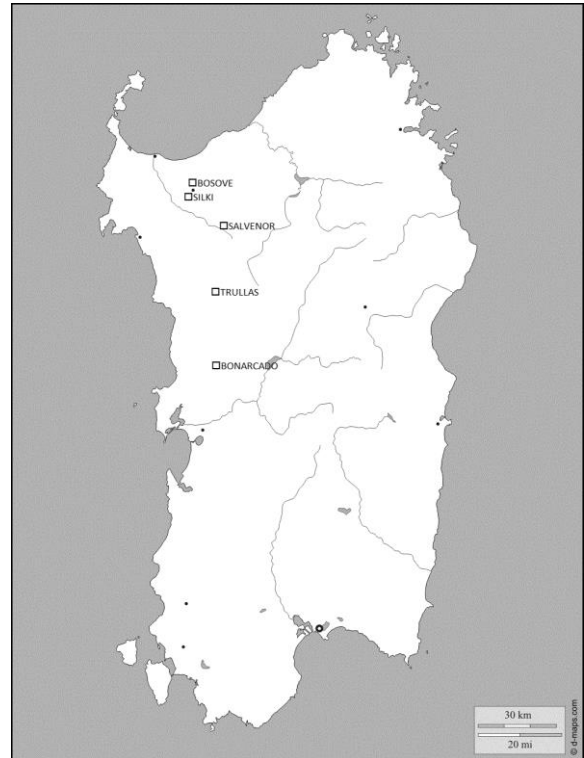 BOSOVE
SILKI
SALVENOR
TRULLAS
BONARCADO
30 km
20 mi
© d-maps.com